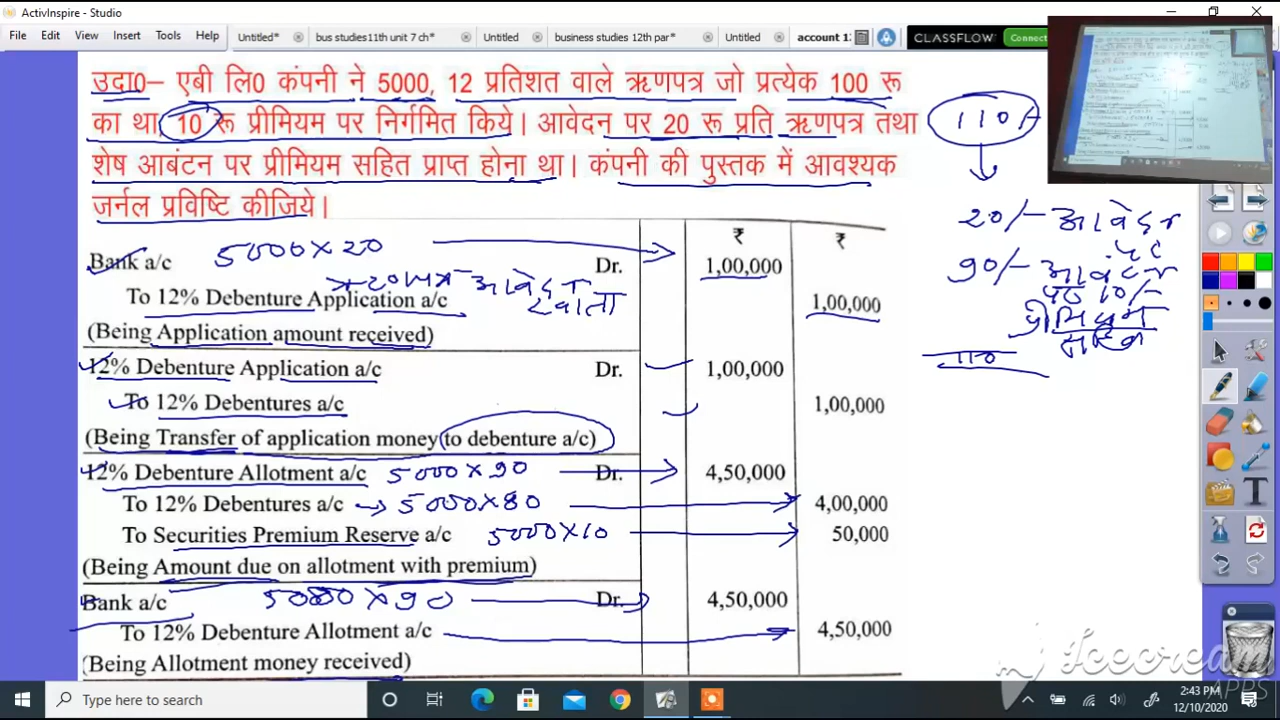 ActivInspire - Studio
File Edit View Insert Tools Help
Untitled* bus studies11th unit 7 ch* Untitled business studies 12th par* Untitled account 12 CLASSFLOW Connect
उदा0- एबी लि0 कंपनी ने 5000, 12 प्रतिशत वाले ऋणपत्र जो प्रत्येक 100 रू
का था 10 रू प्रीमियम पर निर्गमित किये। आवेदन पर 20 रू प्रति ऋणपत्र तथा
शेष आबंटन पर प्रीमियम सहित प्राप्त होना था। कंपनी की पुस्तक में आवश्यक
जर्नल प्रविष्टि कीजिये।
110/-
20/- आवेदन
पर
90/- आवंटन
पर 10/-
प्रीमियम
सहित
110
₹ ₹
Bank a/c 5000×20 Dr. 1,00,000
आवेदन
खाता
To 12% Debenture Application a/c 1,00,000
(Being Application amount received)
12% Debenture Application a/c Dr. 1,00,000
To 12% Debentures a/c 1,00,000
(Being Transfer of application money to debenture a/c)
12% Debenture Allotment a/c 5000×90 Dr. 4,50,000
To 12% Debentures a/c → 5000×80 4,00,000
To Securities Premium Reserve a/c 5000×10 50,000
(Being Amount due on allotment with premium)
Bank a/c 5000×90 Dr. 4,50,000
To 12% Debenture Allotment a/c 4,50,000
(Being Allotment money received)
Icecream
APPS
Type here to search
2:43 PM
12/10/2020